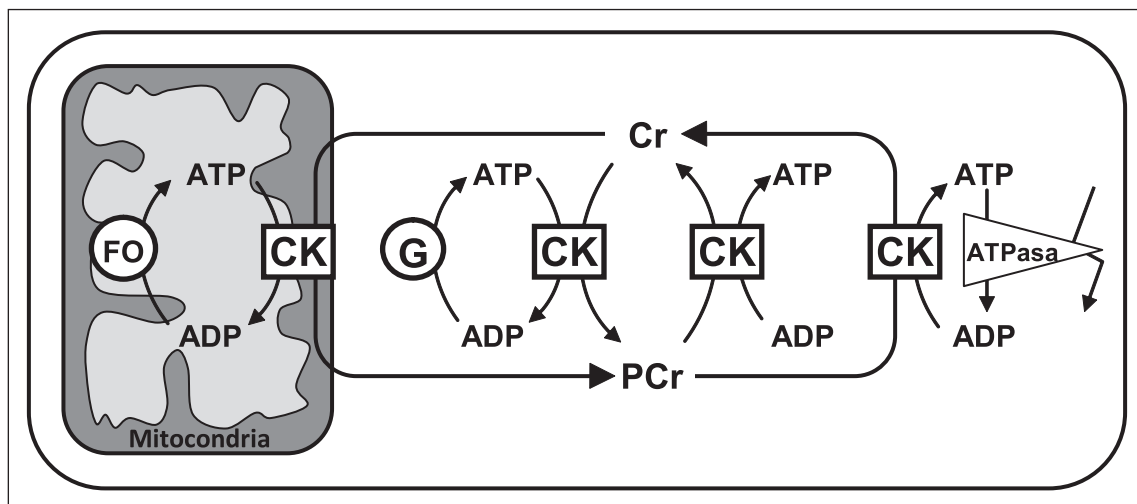 Cr
ATP
ATP
ATP
ATP
FO
CK
G
CK
CK
CK
ATPasa
ADP
ADP
ADP
ADP
PCr
Mitocondria